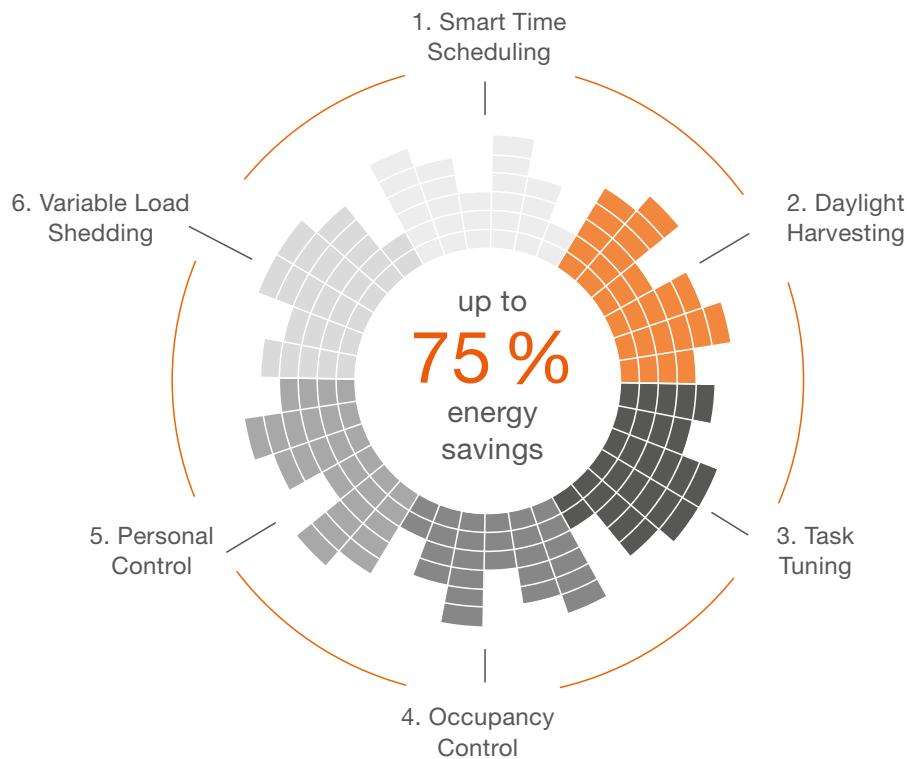 1. Smart Time
Scheduling
2. Daylight
Harvesting
3. Task
Tuning
4. Occupancy
Control
5. Personal
Control
6. Variable Load
Shedding
up to
75 %
energy
savings